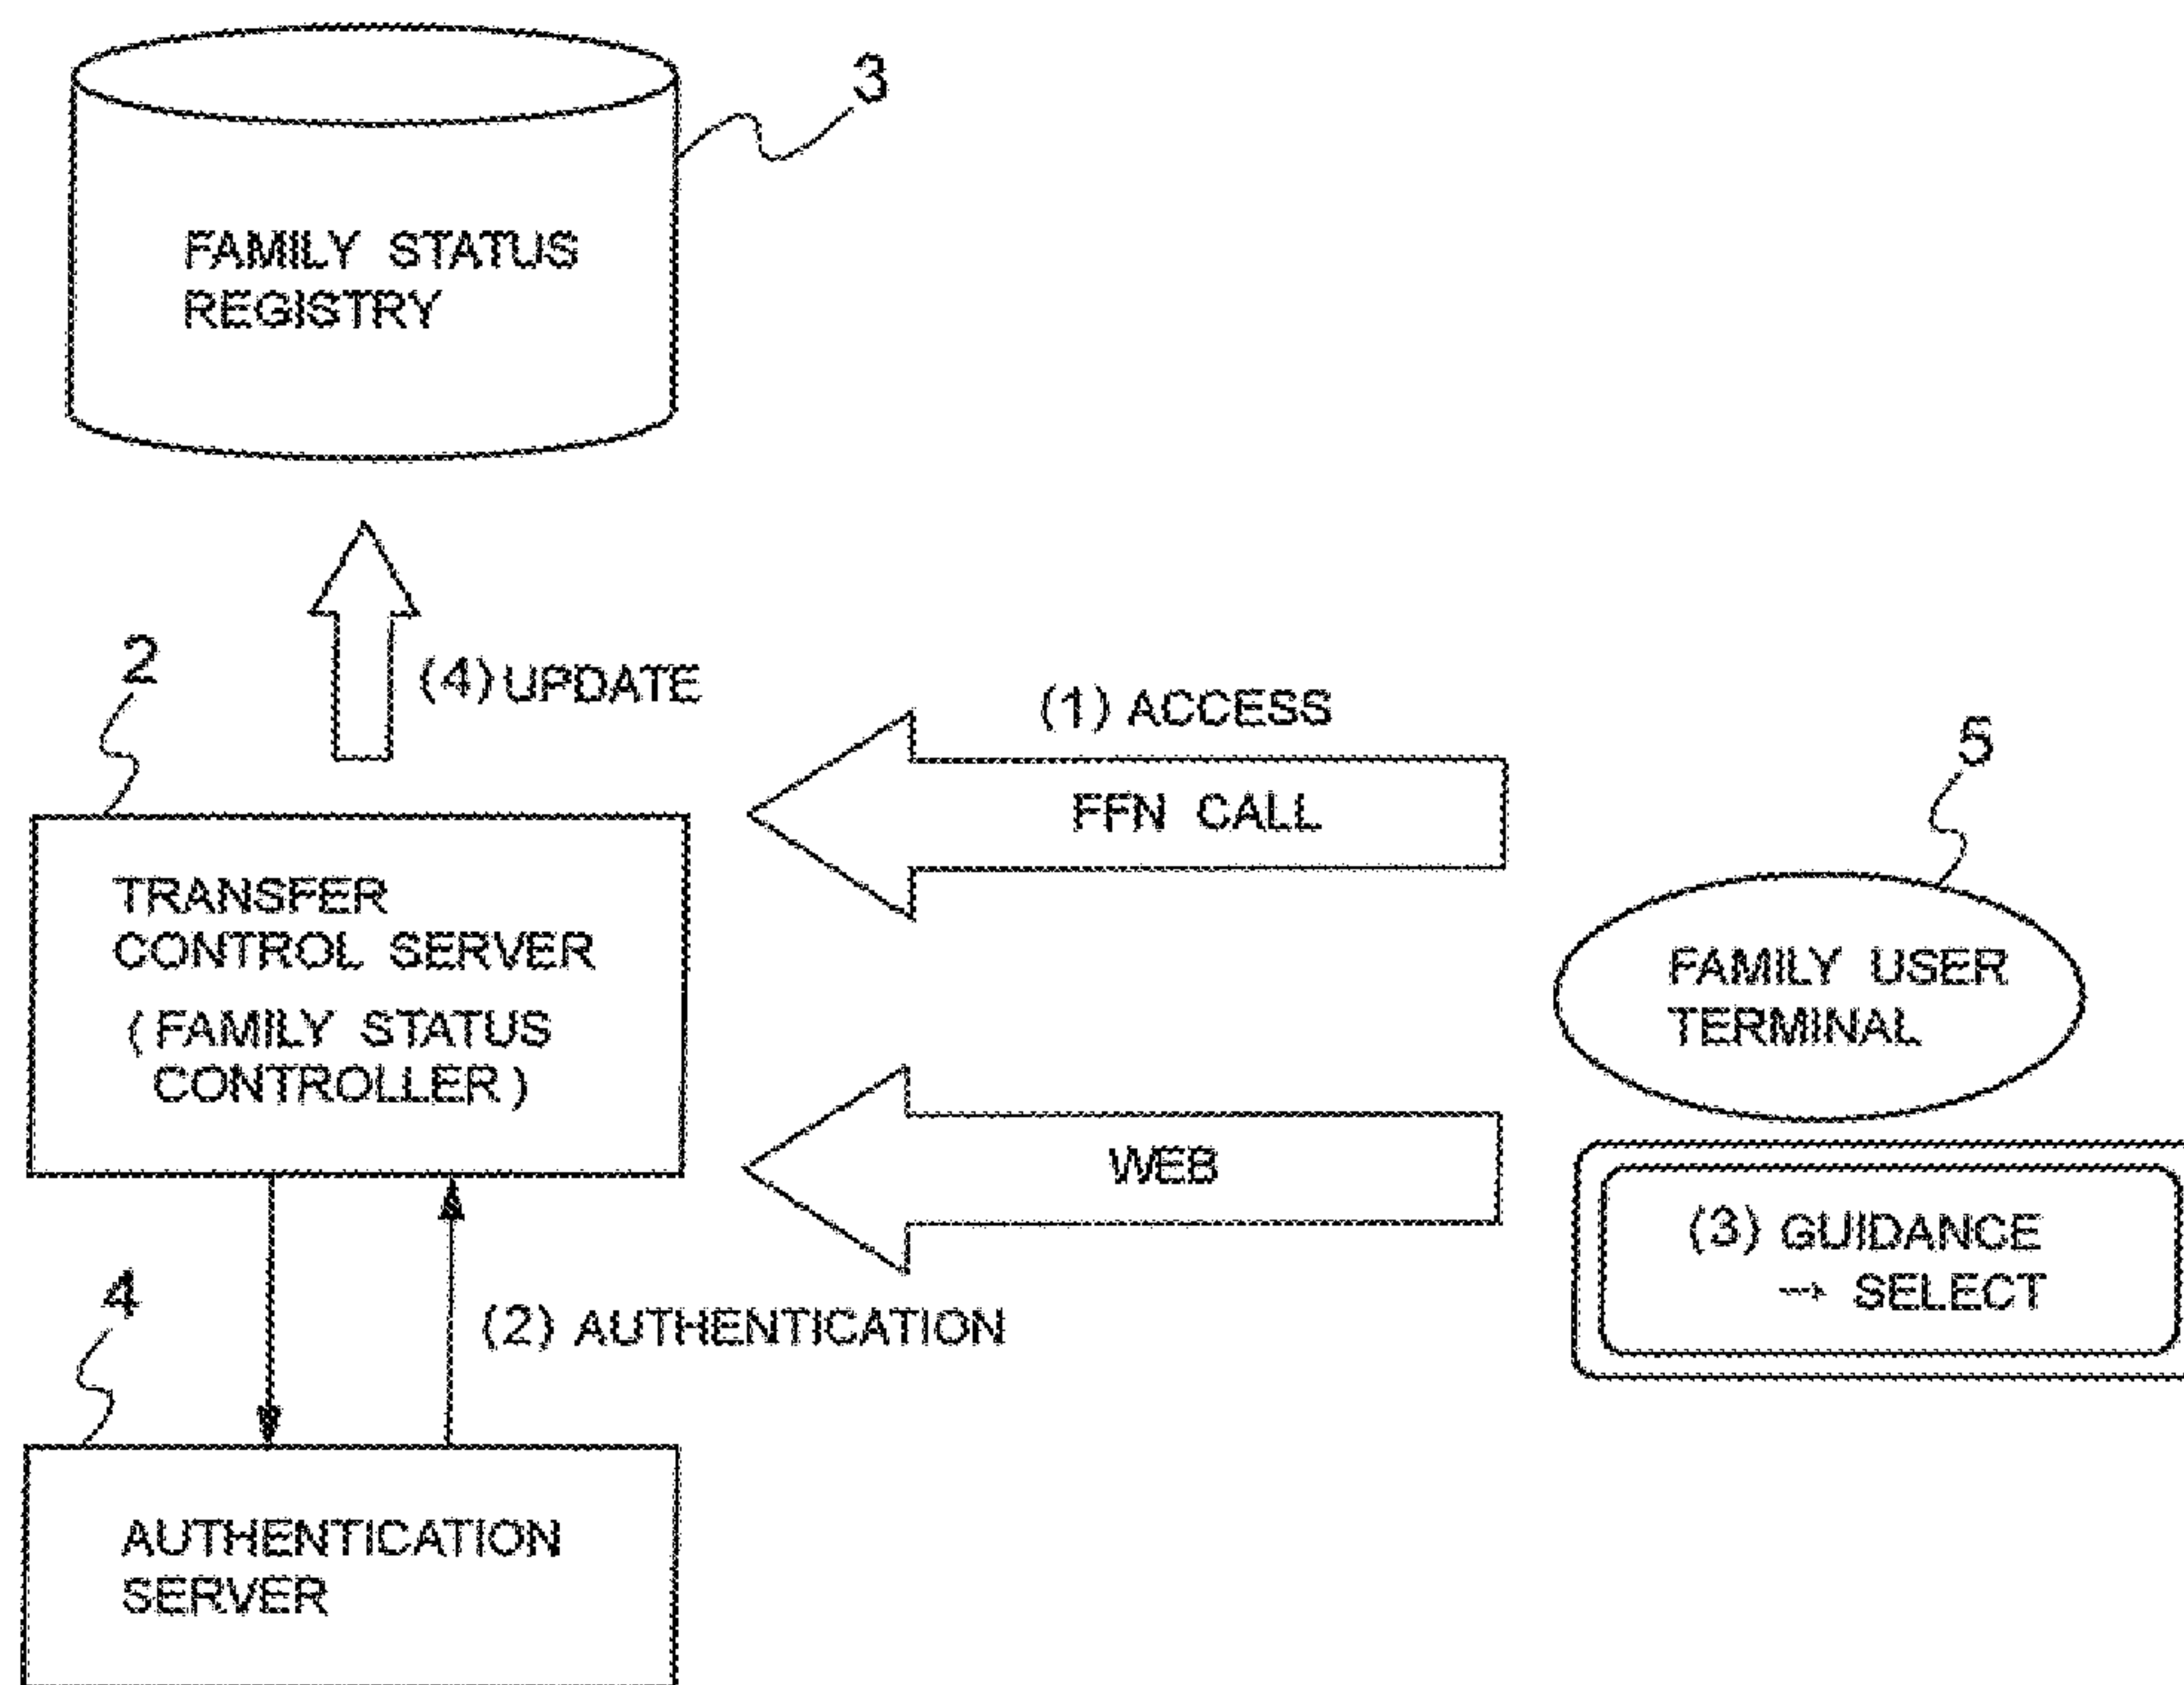 3
FAMILY STATUS
REGISTRY
2
(4) UPDATE
(1) ACCESS
FFN CALL
5
TRANSFER
CONTROL SERVER
(FAMILY STATUS
CONTROLLER)
FAMILY USER
TERMINAL
WEB
(3) GUIDANCE
→ SELECT
4
(2) AUTHENTICATION
AUTHENTICATION
SERVER